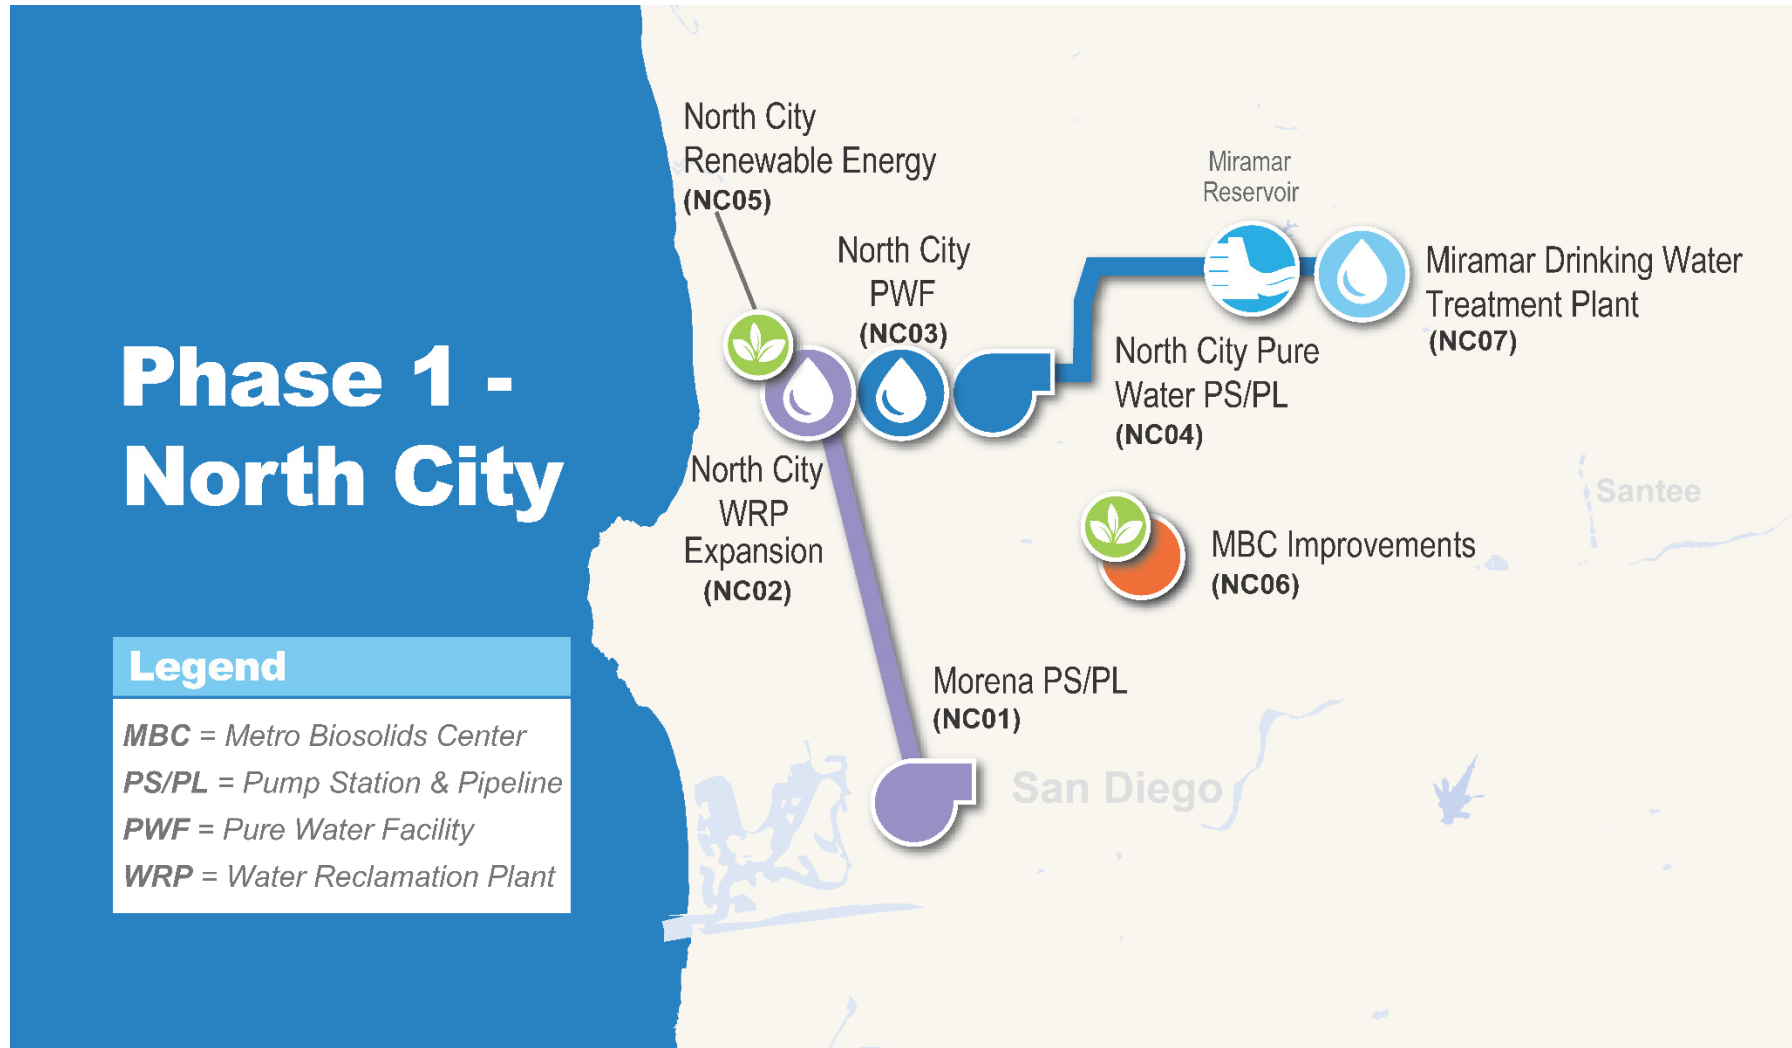 Phase 1 -
North City
Legend
MBC = Metro Biosolids Center
PS/PL = Pump Station & Pipeline
PWF = Pure Water Facility
WRP = Water Reclamation Plant
North City
Renewable Energy
(NC05)
North City
PWF
(NC03)
Miramar
Reservoir
Miramar Drinking Water
Treatment Plant
(NC07)
North City Pure
Water PS/PL
(NC04)
North City
WRP
Expansion
(NC02)
Santee
MBC Improvements
(NC06)
Morena PS/PL
(NC01)
San Diego